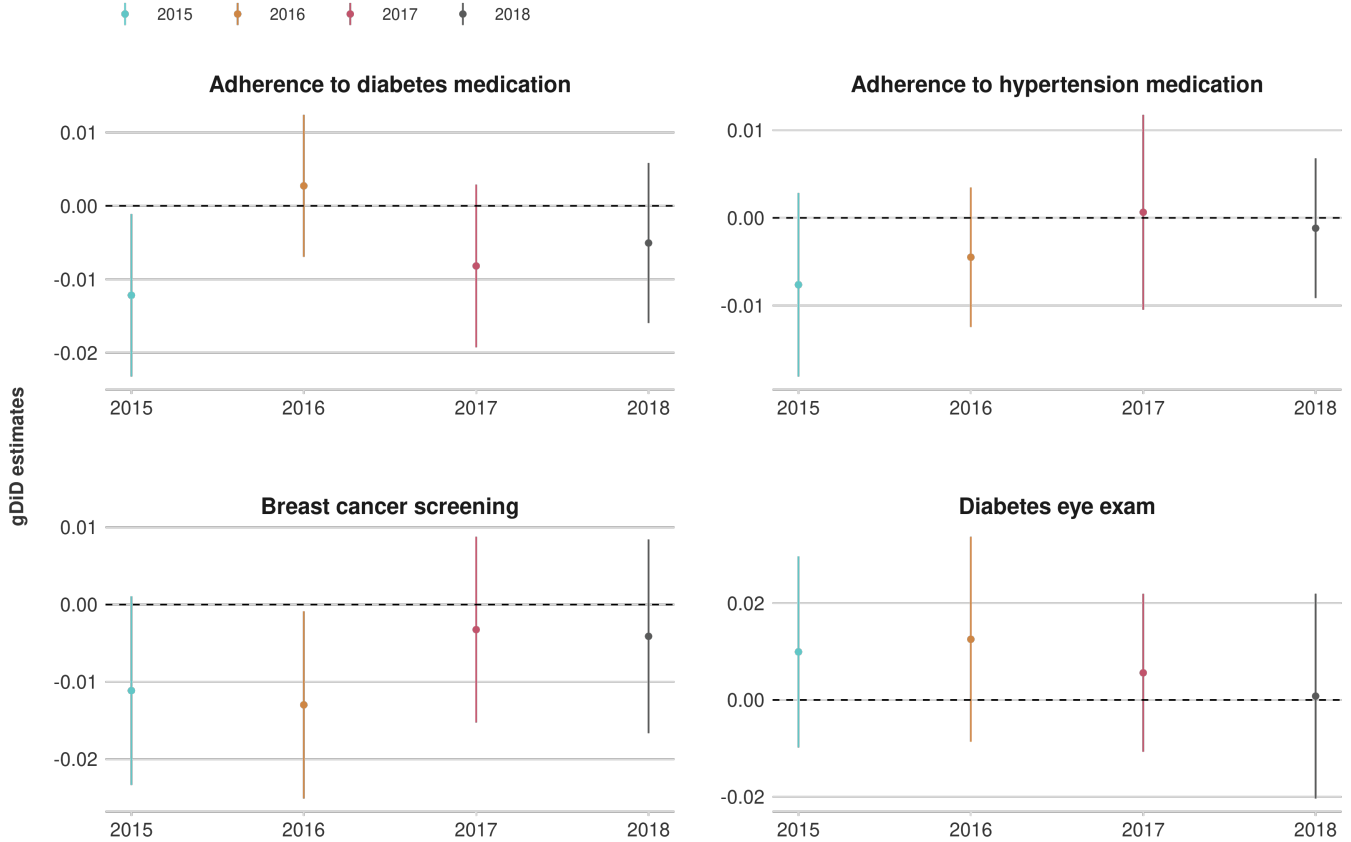 2015 2016 2017 2018
gDiD estimates
Adherence to diabetes medication
0.01
0.00
-0.01
-0.02
2015 2016 2017 2018
Adherence to hypertension medication
0.01
0.00
-0.01
2015 2016 2017 2018
Breast cancer screening
0.01
0.00
-0.01
-0.02
2015 2016 2017 2018
Diabetes eye exam
0.02
0.00
-0.02
2015 2016 2017 2018